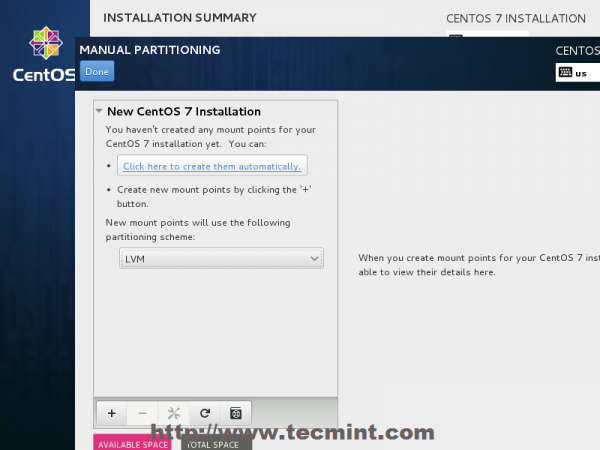 INSTALLATION SUMMARY
CENTOS 7 INSTALLATION
CentOS
MANUAL PARTITIONING
CENTOS
Done
us
New CentOS 7 Installation
You haven't created any mount points for your
CentOS 7 installation yet. You can:
• Click here to create them automatically.
• Create new mount points by clicking the '+'
button.
New mount points will use the following
partitioning scheme:
LVM
When you create mount points for your CentOS 7 inst
able to view their details here.
+ −
http://www.tecmint.com
AVAILABLE SPACE
TOTAL SPACE